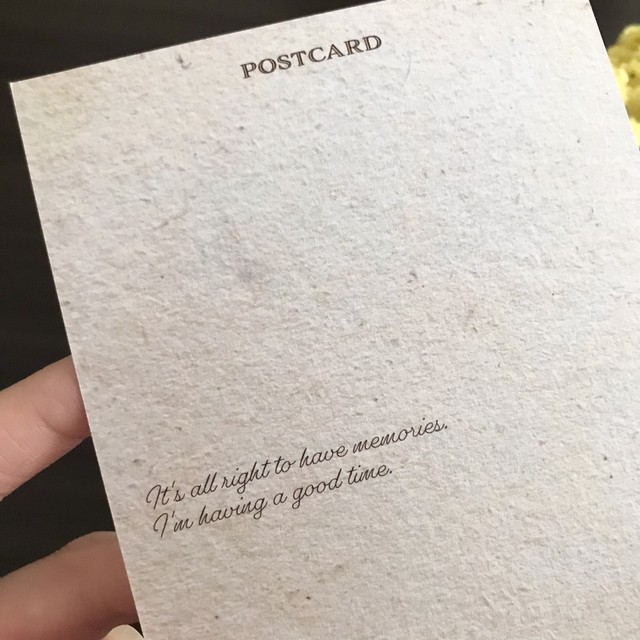 POSTCARD
It's all right to have memories.
I'm having a good time.